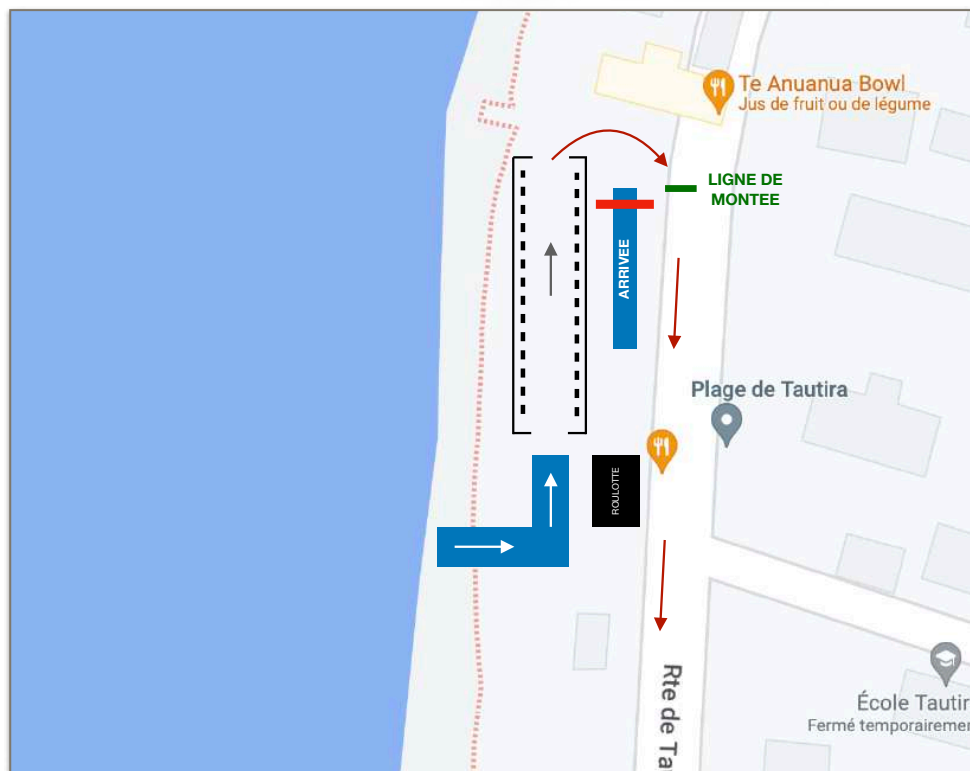 Te Anuanua Bowl
Jus de fruit ou de légume
LIGNE DE
MONTEE
ARRIVEE
Plage de Tautira
ROULOTTE
Rte de Ta
École Tautir
Fermé temporairemen